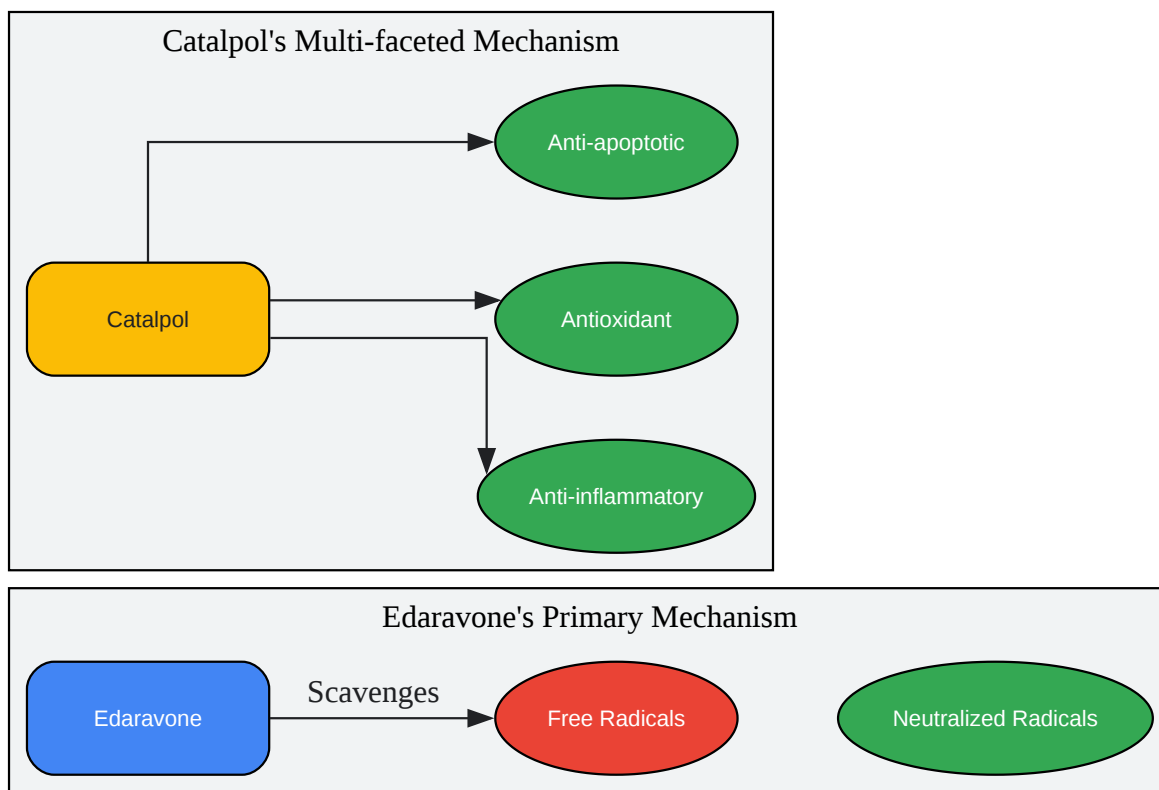 Catalpol's Multi-faceted Mechanism
Anti-apoptotic
Catalpol
Antioxidant
Anti-inflammatory
Edaravone's Primary Mechanism
Edaravone
Scavenges
Free Radicals
Neutralized Radicals